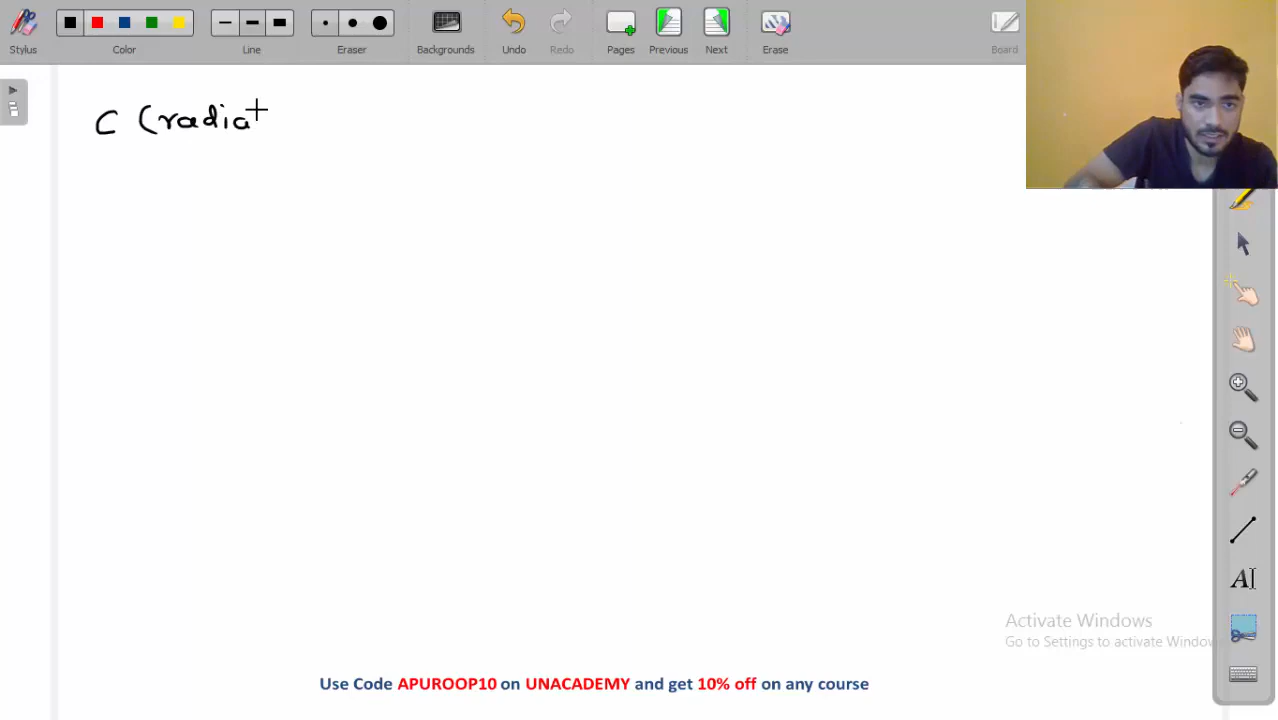 Stylus Color Line Eraser Backgrounds Undo Redo Pages Previous Next Erase Board
C (radiat
A
Activate Windows
Go to Settings to activate Windows
Use Code APUROOP10 on UNACADEMY and get 10% off on any course